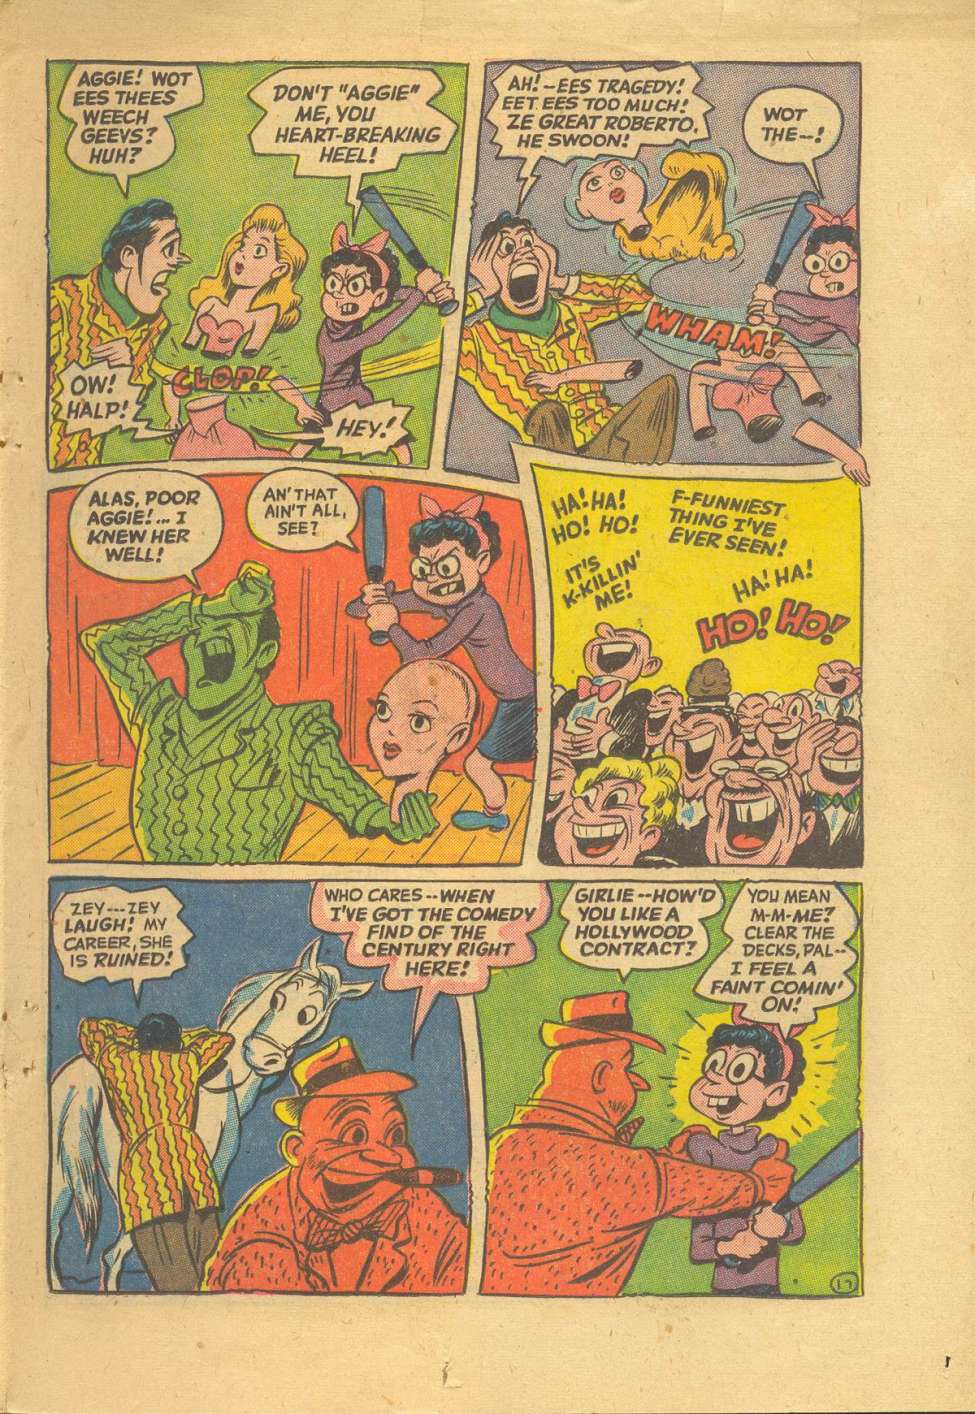 AGGIE! WOT
EES THEES
WEECH
GEEVS?
HUH?
DON'T "AGGIE"
ME, YOU
HEART-BREAKING
HEEL!
OW!
HALP!
CLOP!
HEY!
AH!--EES TRAGEDY!
EET EES TOO MUCH!
ZE GREAT ROBERTO,
HE SWOON!
WOT
THE--!
WHAM!
ALAS, POOR
AGGIE!... I
KNEW HER
WELL!
AN' THAT
AIN'T ALL,
SEE?
HA! HA!
HO! HO!
F-FUNNIEST
THING I'VE
EVER SEEN!
IT'S
K-KILLIN'
ME!
HA! HA!
HO! HO!
ZEY---ZEY
LAUGH! MY
CAREER, SHE
IS RUINED!
WHO CARES--WHEN
I'VE GOT THE COMEDY
FIND OF THE
CENTURY RIGHT
HERE!
GIRLIE--HOW'D
YOU LIKE A
HOLLYWOOD
CONTRACT?
YOU MEAN
M-M-ME?
CLEAR THE
DECKS, PAL--
I FEEL A
FAINT COMIN'
ON!
17